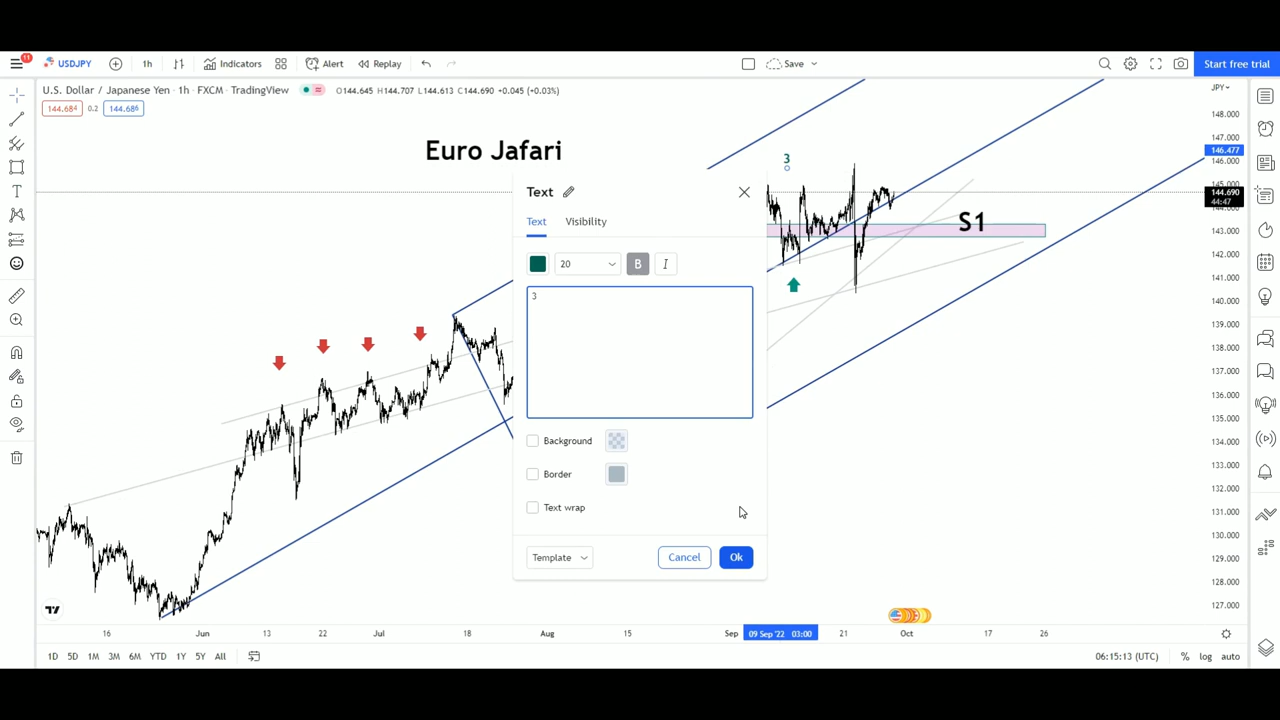 11
USDJPY
1h
Indicators
Alert
Replay
Save
Start free trial
U.S. Dollar / Japanese Yen · 1h · FXCM · TradingView
O144.645 H144.707 L144.613 C144.690 +0.045 (+0.03%)
JPY
144.684
0.2
144.686
Euro Jafari
3
S1
Text
Text
Visibility
20
B
I
3
Background
Border
Text wrap
Template
Cancel
Ok
148.000
147.000
146.477
146.000
145.000
144.690
44:47
144.000
143.000
142.000
141.000
140.000
139.000
138.000
137.000
136.000
135.000
134.000
133.000
132.000
131.000
130.000
129.000
128.000
127.000
16
Jun
13
22
Jul
18
Aug
15
Sep
09 Sep '22 03:00
21
Oct
17
26
1D
5D
1M
3M
6M
YTD
1Y
5Y
All
06:15:13 (UTC)
%
log
auto